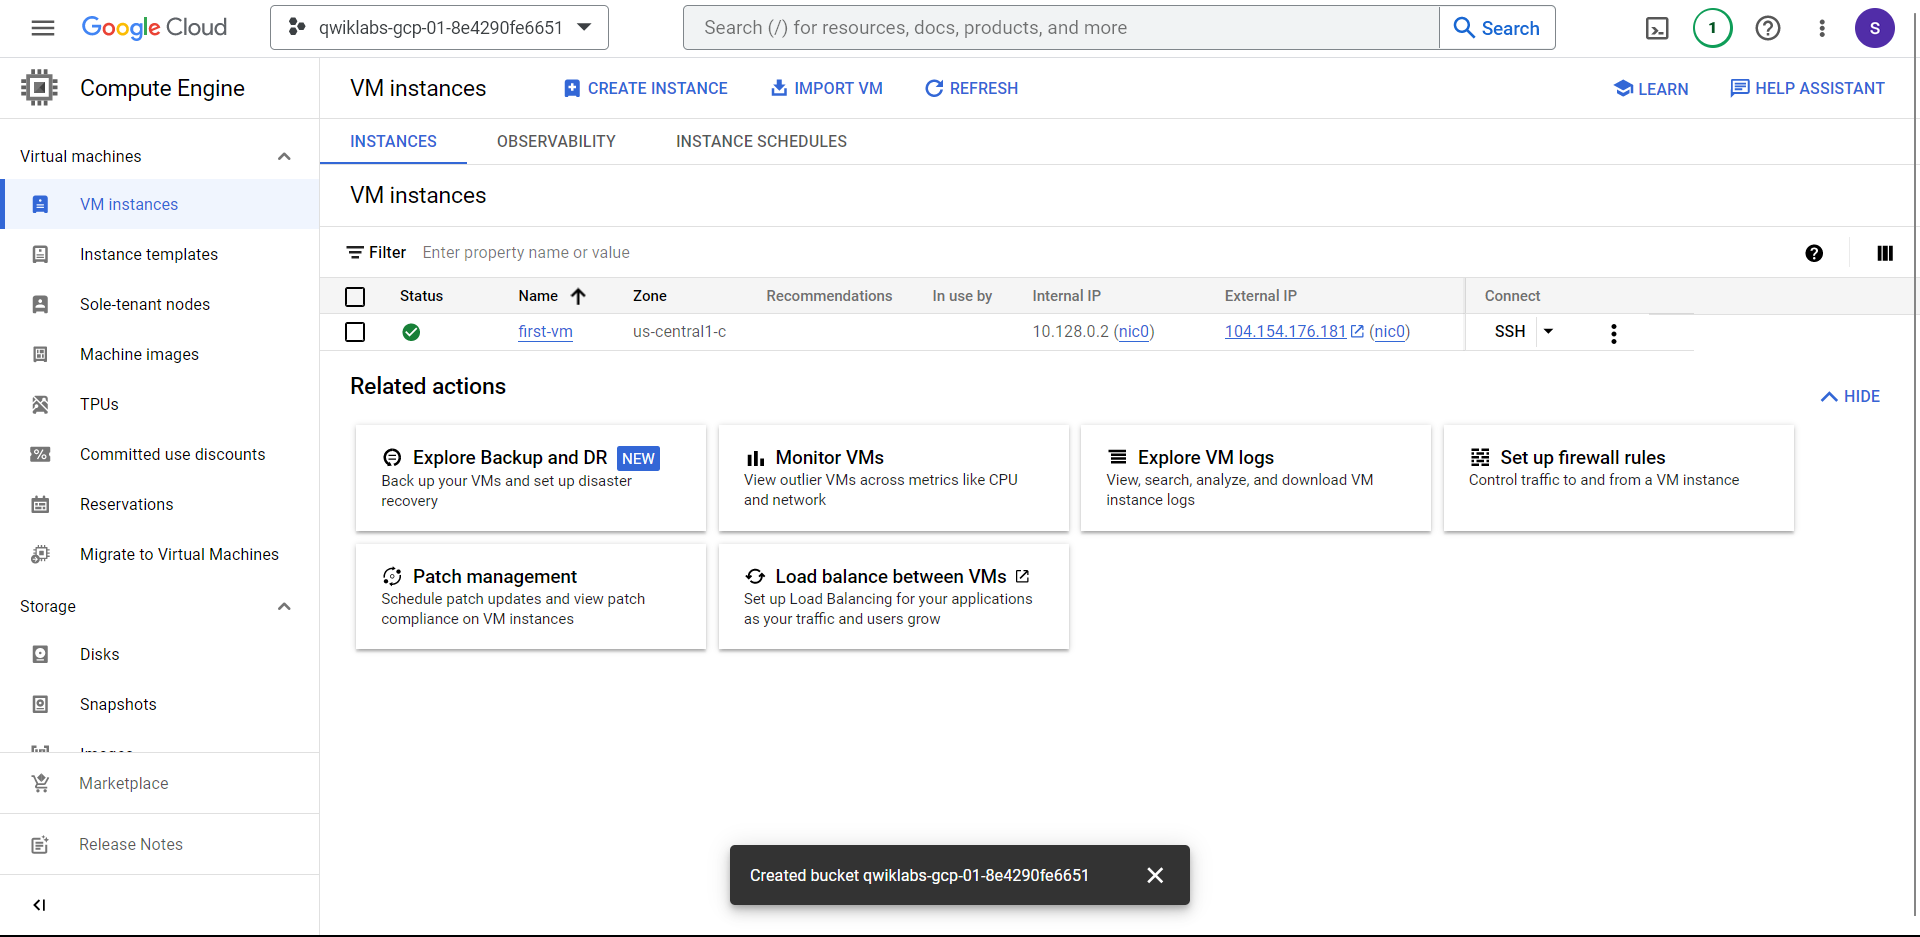 Google Cloud
qwiklabs-gcp-01-8e4290fe6651
Search (/) for resources, docs, products, and more
Search
1
S
Compute Engine
VM instances
CREATE INSTANCE
IMPORT VM
REFRESH
LEARN
HELP ASSISTANT
INSTANCES
OBSERVABILITY
INSTANCE SCHEDULES
Virtual machines
VM instances
Instance templates
Sole-tenant nodes
Machine images
TPUs
Committed use discounts
Reservations
Migrate to Virtual Machines
Storage
Disks
Snapshots
Images
Marketplace
Release Notes
VM instances
Filter Enter property name or value
Status Name Zone Recommendations In use by Internal IP External IP Connect
first-vm us-central1-c 10.128.0.2 (nic0) 104.154.176.181 (nic0) SSH
Related actions
HIDE
Explore Backup and DR NEW
Back up your VMs and set up disaster
recovery
Monitor VMs
View outlier VMs across metrics like CPU
and network
Explore VM logs
View, search, analyze, and download VM
instance logs
Set up firewall rules
Control traffic to and from a VM instance
Patch management
Schedule patch updates and view patch
compliance on VM instances
Load balance between VMs
Set up Load Balancing for your applications
as your traffic and users grow
Created bucket qwiklabs-gcp-01-8e4290fe6651